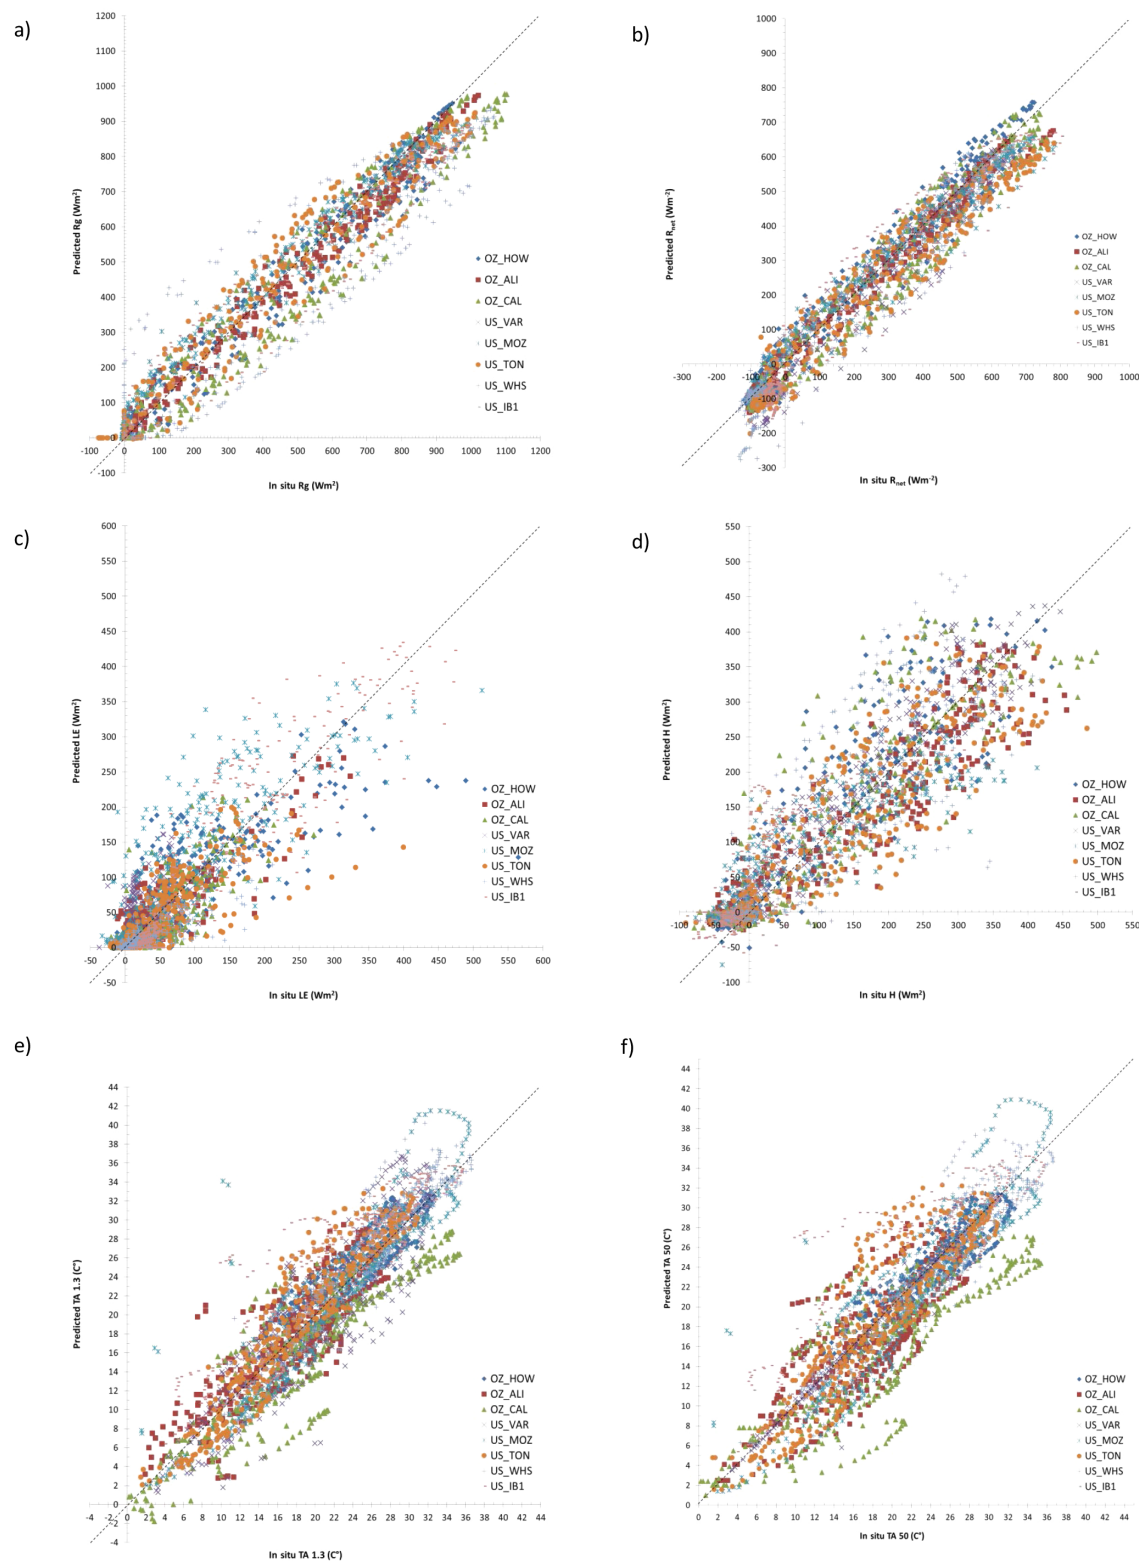 a)
1200
1100
1000
900
800
700
600
500
400
300
200
100
0
-100
-100 0 100 200 300 400 500 600 700 800 900 1000 1100 1200
Predicted Rg (Wm²)
In situ Rg (Wm²)
OZ_HOW
OZ_ALI
OZ_CAL
US_VAR
US_MOZ
US_TON
US_WHS
US_IB1
b)
1000
900
800
700
600
500
400
300
200
100
0
-100
-200
-300
-300 -200 -100 0 100 200 300 400 500 600 700 800 900 1000
Predicted Rnet (Wm-2)
In situ Rnet (Wm-2)
OZ_HOW
OZ_ALI
OZ_CAL
US_VAR
US_MOZ
US_TON
US_WHS
US_IB1
c)
600
550
500
450
400
350
300
250
200
150
100
50
0
-50
-50 0 50 100 150 200 250 300 350 400 450 500 550 600
Predicted LE (Wm²)
In situ LE (Wm²)
OZ_HOW
OZ_ALI
OZ_CAL
US_VAR
US_MOZ
US_TON
US_WHS
US_IB1
d)
550
500
450
400
350
300
250
200
150
100
50
0
-50
-100
-100 -50 0 50 100 150 200 250 300 350 400 450 500 550
Predicted H (Wm²)
In situ H (Wm²)
OZ_HOW
OZ_ALI
OZ_CAL
US_VAR
US_MOZ
US_TON
US_WHS
US_IB1
e)
44
42
40
38
36
34
32
30
28
26
24
22
20
18
16
14
12
10
8
6
4
2
0
-2
-4
-4 -2 0 2 4 6 8 10 12 14 16 18 20 22 24 26 28 30 32 34 36 38 40 42 44
Predicted TA 1.3 (C°)
In situ TA 1.3 (C°)
OZ_HOW
OZ_ALI
OZ_CAL
US_VAR
US_MOZ
US_TON
US_WHS
US_IB1
f)
44
42
40
38
36
34
32
30
28
26
24
22
20
18
16
14
12
10
8
6
4
2
0
0 2 4 6 8 10 12 14 16 18 20 22 24 26 28 30 32 34 36 38 40 42 44
Predicted TA 50 (C°)
In situ TA 50 (C°)
OZ_HOW
OZ_ALI
OZ_CAL
US_VAR
US_MOZ
US_TON
US_WHS
US_IB1